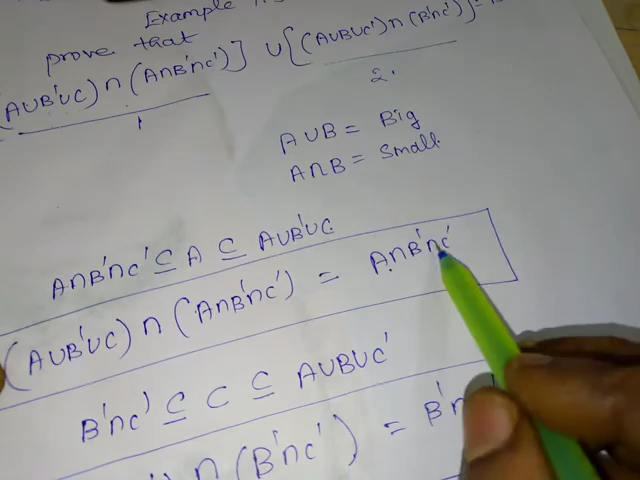 Example
prove that
(AUB'UC) ∩ (A∩B'∩C')] U [(AUBUC') ∩ (B'∩C')] =
1
2.
AUB = Big
A∩B = Small
A∩B'∩C' ⊆ A ⊆ AUB'UC
(AUB'UC) ∩ (A∩B'∩C') = A∩B'∩C'
B'∩C' ⊆ C ⊆ AUBUC'
∩ (B'∩C') = B'∩